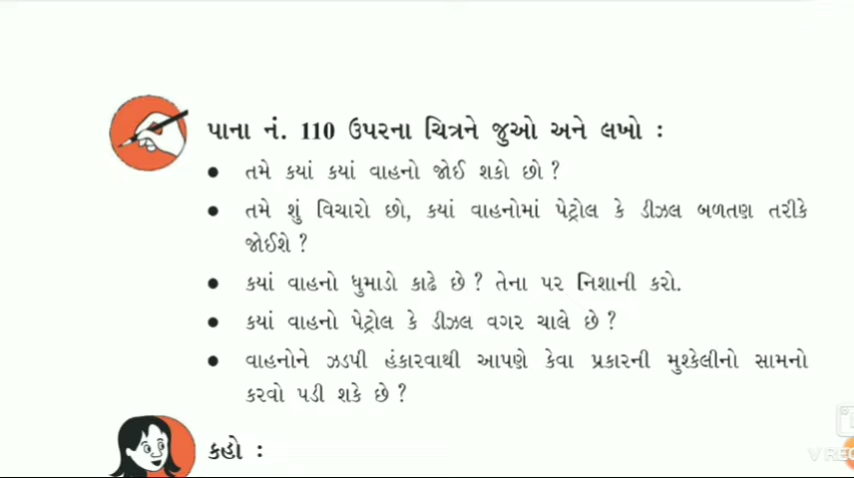 પાના નં. 110 ઉપરના ચિત્રને જુઓ અને લખો :
• તમે કયાં કયાં વાહનો જોઈ શકો છો ?
• તમે શું વિચારો છો, કયાં વાહનોમાં પેટ્રોલ કે ડીઝલ બળતણ તરીકે
જોઈશે ?
• કયાં વાહનો ધુમાડો કાઢે છે ? તેના પર નિશાની કરો.
• કયાં વાહનો પેટ્રોલ કે ડીઝલ વગર ચાલે છે ?
• વાહનોને ઝડપી હંકારવાથી આપણે કેવા પ્રકારની મુશ્કેલીનો સામનો
કરવો પડી શકે છે ?
કહો :